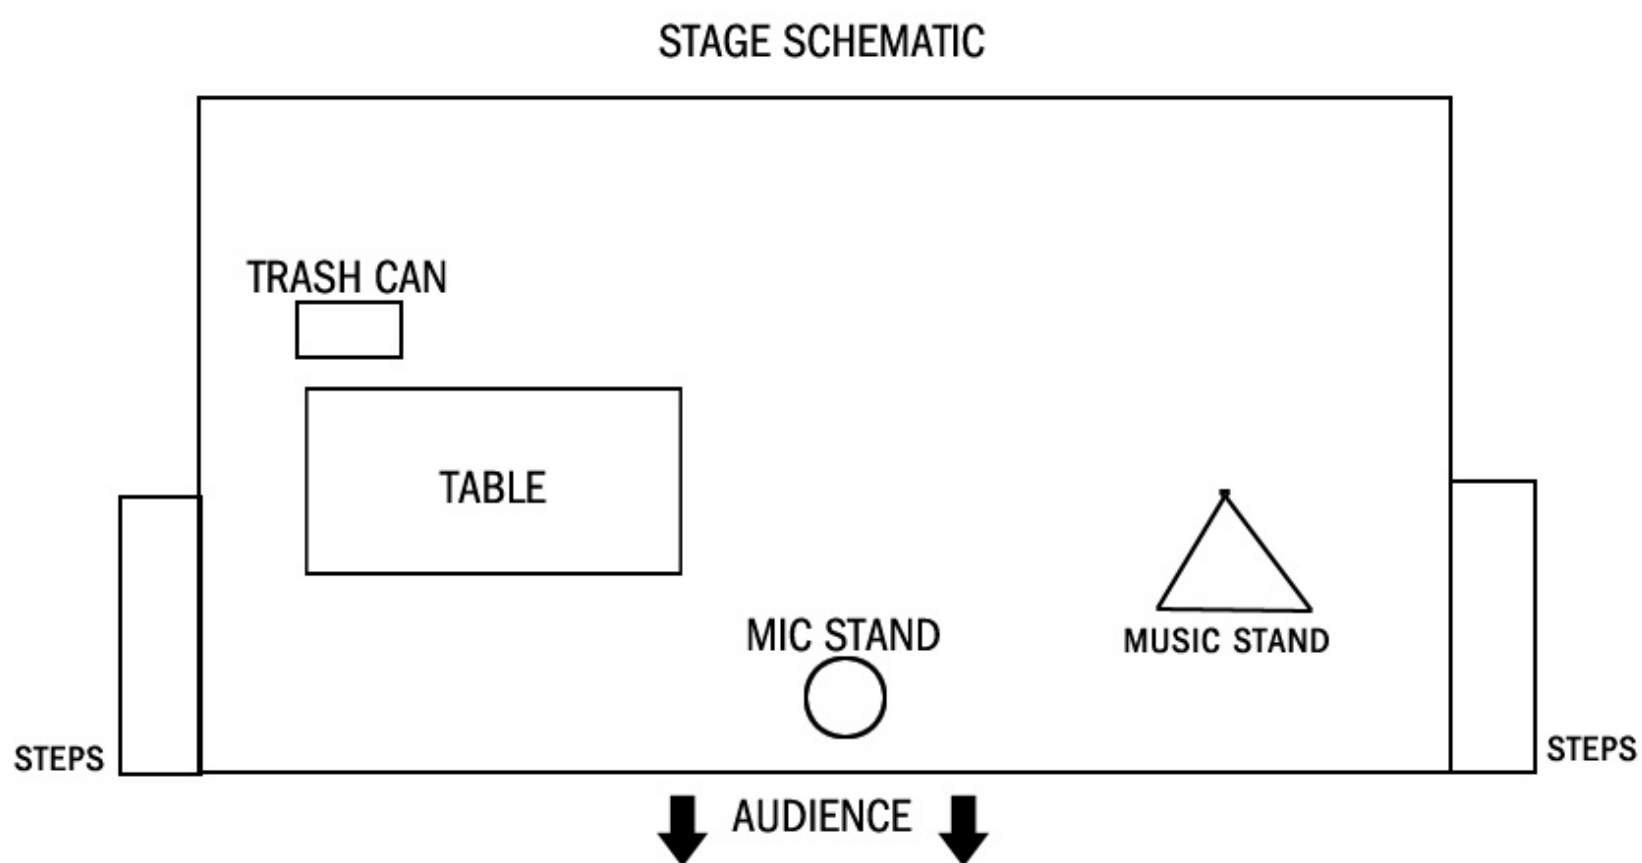 STAGE SCHEMATIC
TRASH CAN
TABLE
MIC STAND
MUSIC STAND
STEPS
STEPS
AUDIENCE